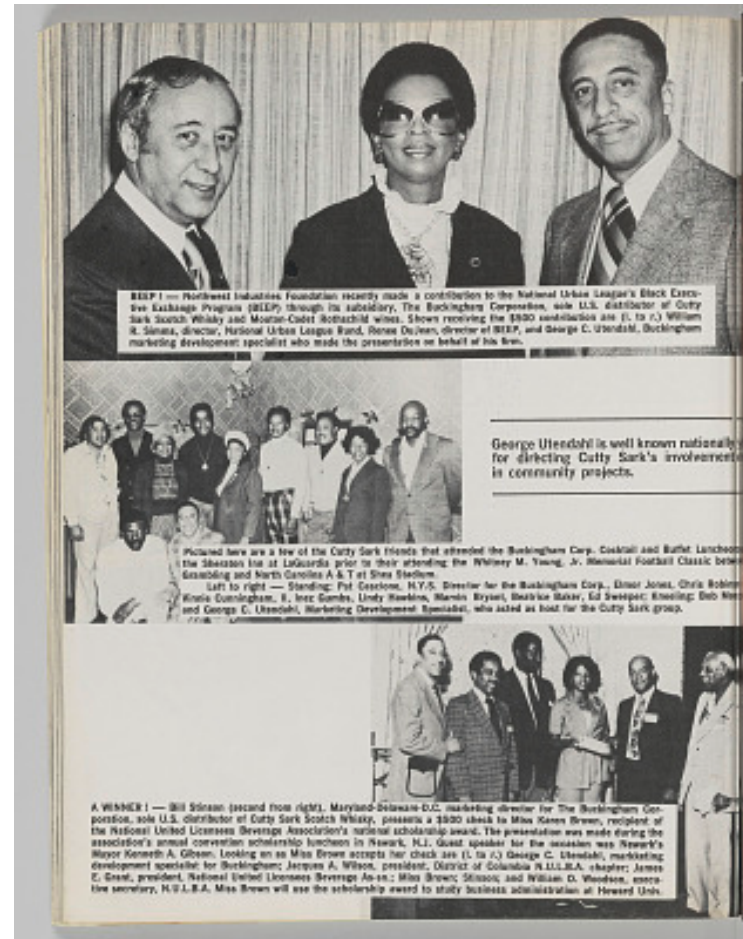 BEEP! — Northwest Industries Foundation recently made a contribution to the National Urban League's Black Execu-
tive Exchange Program (BEEP) through its subsidiary, The Buckingham Corporation, sole U.S. distributor of Cutty
Sark Scotch Whisky and Mouton-Cadet Rothschild wines. Shown receiving the $500 contribution are (l. to r.) William
R. Simms, director, National Urban League Fund, Renee DuJean, director of BEEP, and George C. Utendahl, Buckingham
marketing development specialist who made the presentation on behalf of his firm.
George Utendahl is well known nationally
for directing Cutty Sark's involvement
in community projects.
Pictured here are a few of the Cutty Sark friends that attended the Buckingham Corp. Cocktail and Buffet Luncheon
the Sheraton Inn at LaGuardia prior to their attending the Whitney M. Young, Jr. Memorial Football Classic between
Grambling and North Carolina A & T at Shea Stadium.
Left to right — Standing: Pat Cascione, N.Y.S. Director for the Buckingham Corp., Elmor Jones, Chris
Vinnie Cunningham, Inez Gumbs, Lindy Hawkins, Marvin Bryant, Beatrice Baker, Ed Sweeper; Kneeling: Bob
and George C. Utendahl, Marketing Development Specialist, who acted as host for the Cutty Sark group.
A WINNER! — Bill Stinson (second from right), Maryland-Delaware-D.C. marketing director for The Buckingham Cor-
poration, sole U.S. distributor of Cutty Sark Scotch Whisky, presents a $500 check to Miss Karen Brown, recipient of
the National United Licensees Beverage Association's national scholarship award. The presentation was made during the
association's annual convention scholarship luncheon in Newark, N.J. Guest speaker for the occasion was Newark's
Mayor Kenneth A. Gibson. Looking on as Miss Brown accepts her check are (l. to r.) George C. Utendahl, marketing
development specialist for Buckingham; Jacques A. Wilson, president, District of Columbia N.U.L.B.A. chapter; James
E. Grant, president, National United Licensees Beverage As-sn.; Miss Brown; Stinson; and William D. Woodson, execu-
tive secretary, N.U.L.B.A. Miss Brown will use the scholarship award to study business administration at Howard Univ.